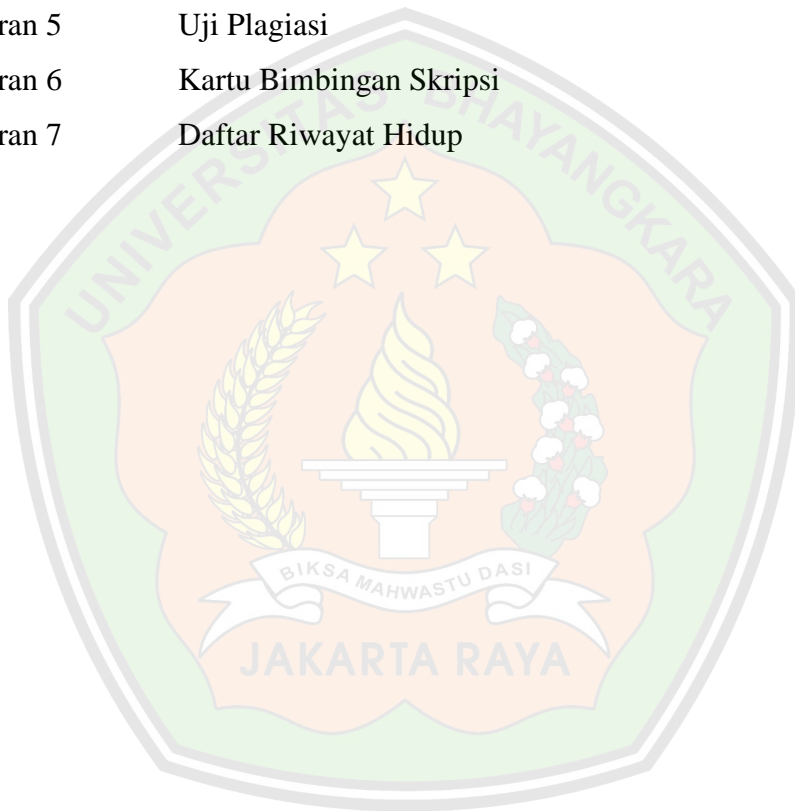 ran 5 Uji Plagiasi
ran 6 Kartu Bimbingan Skripsi
ran 7 Daftar Riwayat Hidup
UNIVERSITAS BHAYANGKARA
BIKSA MAHWASTU DASI
JAKARTA RAYA